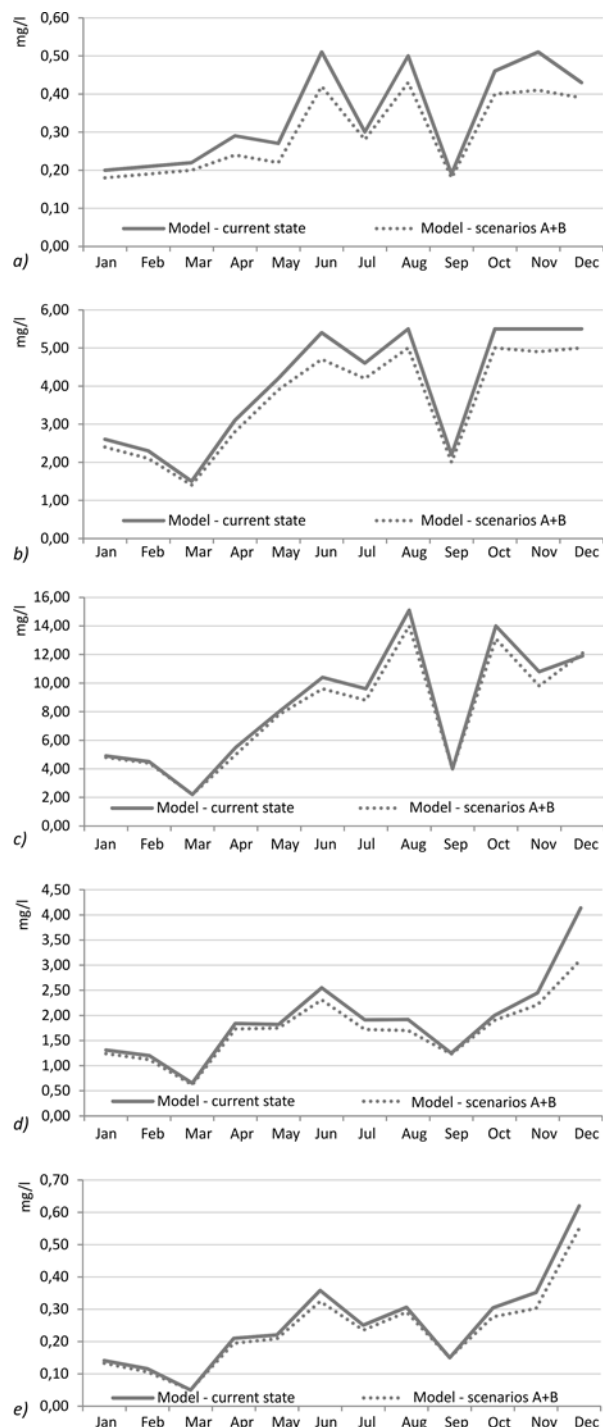 mg/l
0,60
0,50
0,40
0,30
0,20
0,10
0,00
Model - current state Model - scenarios A+B
a)
Jan Feb Mar Apr May Jun Jul Aug Sep Oct Nov Dec
mg/l
6,00
5,00
4,00
3,00
2,00
1,00
0,00
Model - current state Model - scenarios A+B
b)
Jan Feb Mar Apr May Jun Jul Aug Sep Oct Nov Dec
mg/l
16,00
14,00
12,00
10,00
8,00
6,00
4,00
2,00
0,00
Model - current state Model - scenarios A+B
c)
Jan Feb Mar Apr May Jun Jul Aug Sep Oct Nov Dec
mg/l
4,50
4,00
3,50
3,00
2,50
2,00
1,50
1,00
0,50
0,00
Model - current state Model - scenarios A+B
d)
Jan Feb Mar Apr May Jun Jul Aug Sep Oct Nov Dec
mg/l
0,70
0,60
0,50
0,40
0,30
0,20
0,10
0,00
Model - current state Model - scenarios A+B
e)
Jan Feb Mar Apr May Jun Jul Aug Sep Oct Nov Dec